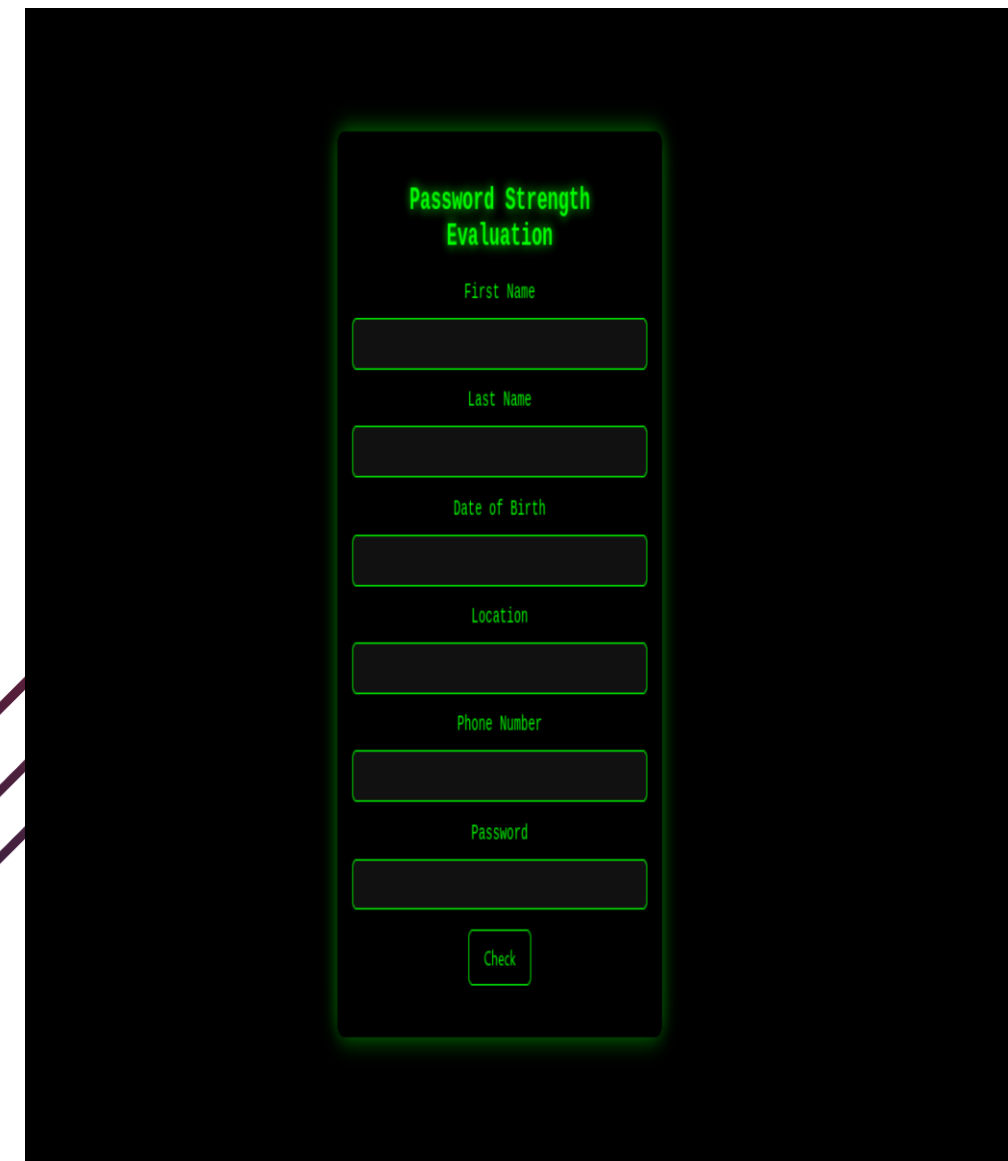 Password Strength
Evaluation
First Name
Last Name
Date of Birth
Location
Phone Number
Password
Check